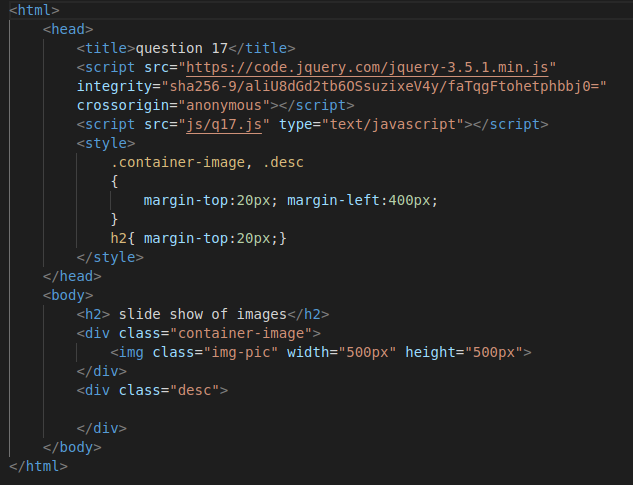 <html>
<head>
<title>question 17</title>
<script src="https://code.jquery.com/jquery-3.5.1.min.js"
integrity="sha256-9/aliU8dGd2tb6OSsuzixeV4y/faTqgFtohetphbbj0="
crossorigin="anonymous"></script>
<script src="js/q17.js" type="text/javascript"></script>
<style>
.container-image, .desc
{
margin-top:20px; margin-left:400px;
}
h2{ margin-top:20px;}
</style>
</head>
<body>
<h2> slide show of images</h2>
<div class="container-image">
<img class="img-pic" width="500px" height="500px">
</div>
<div class="desc">
</div>
</body>
</html>